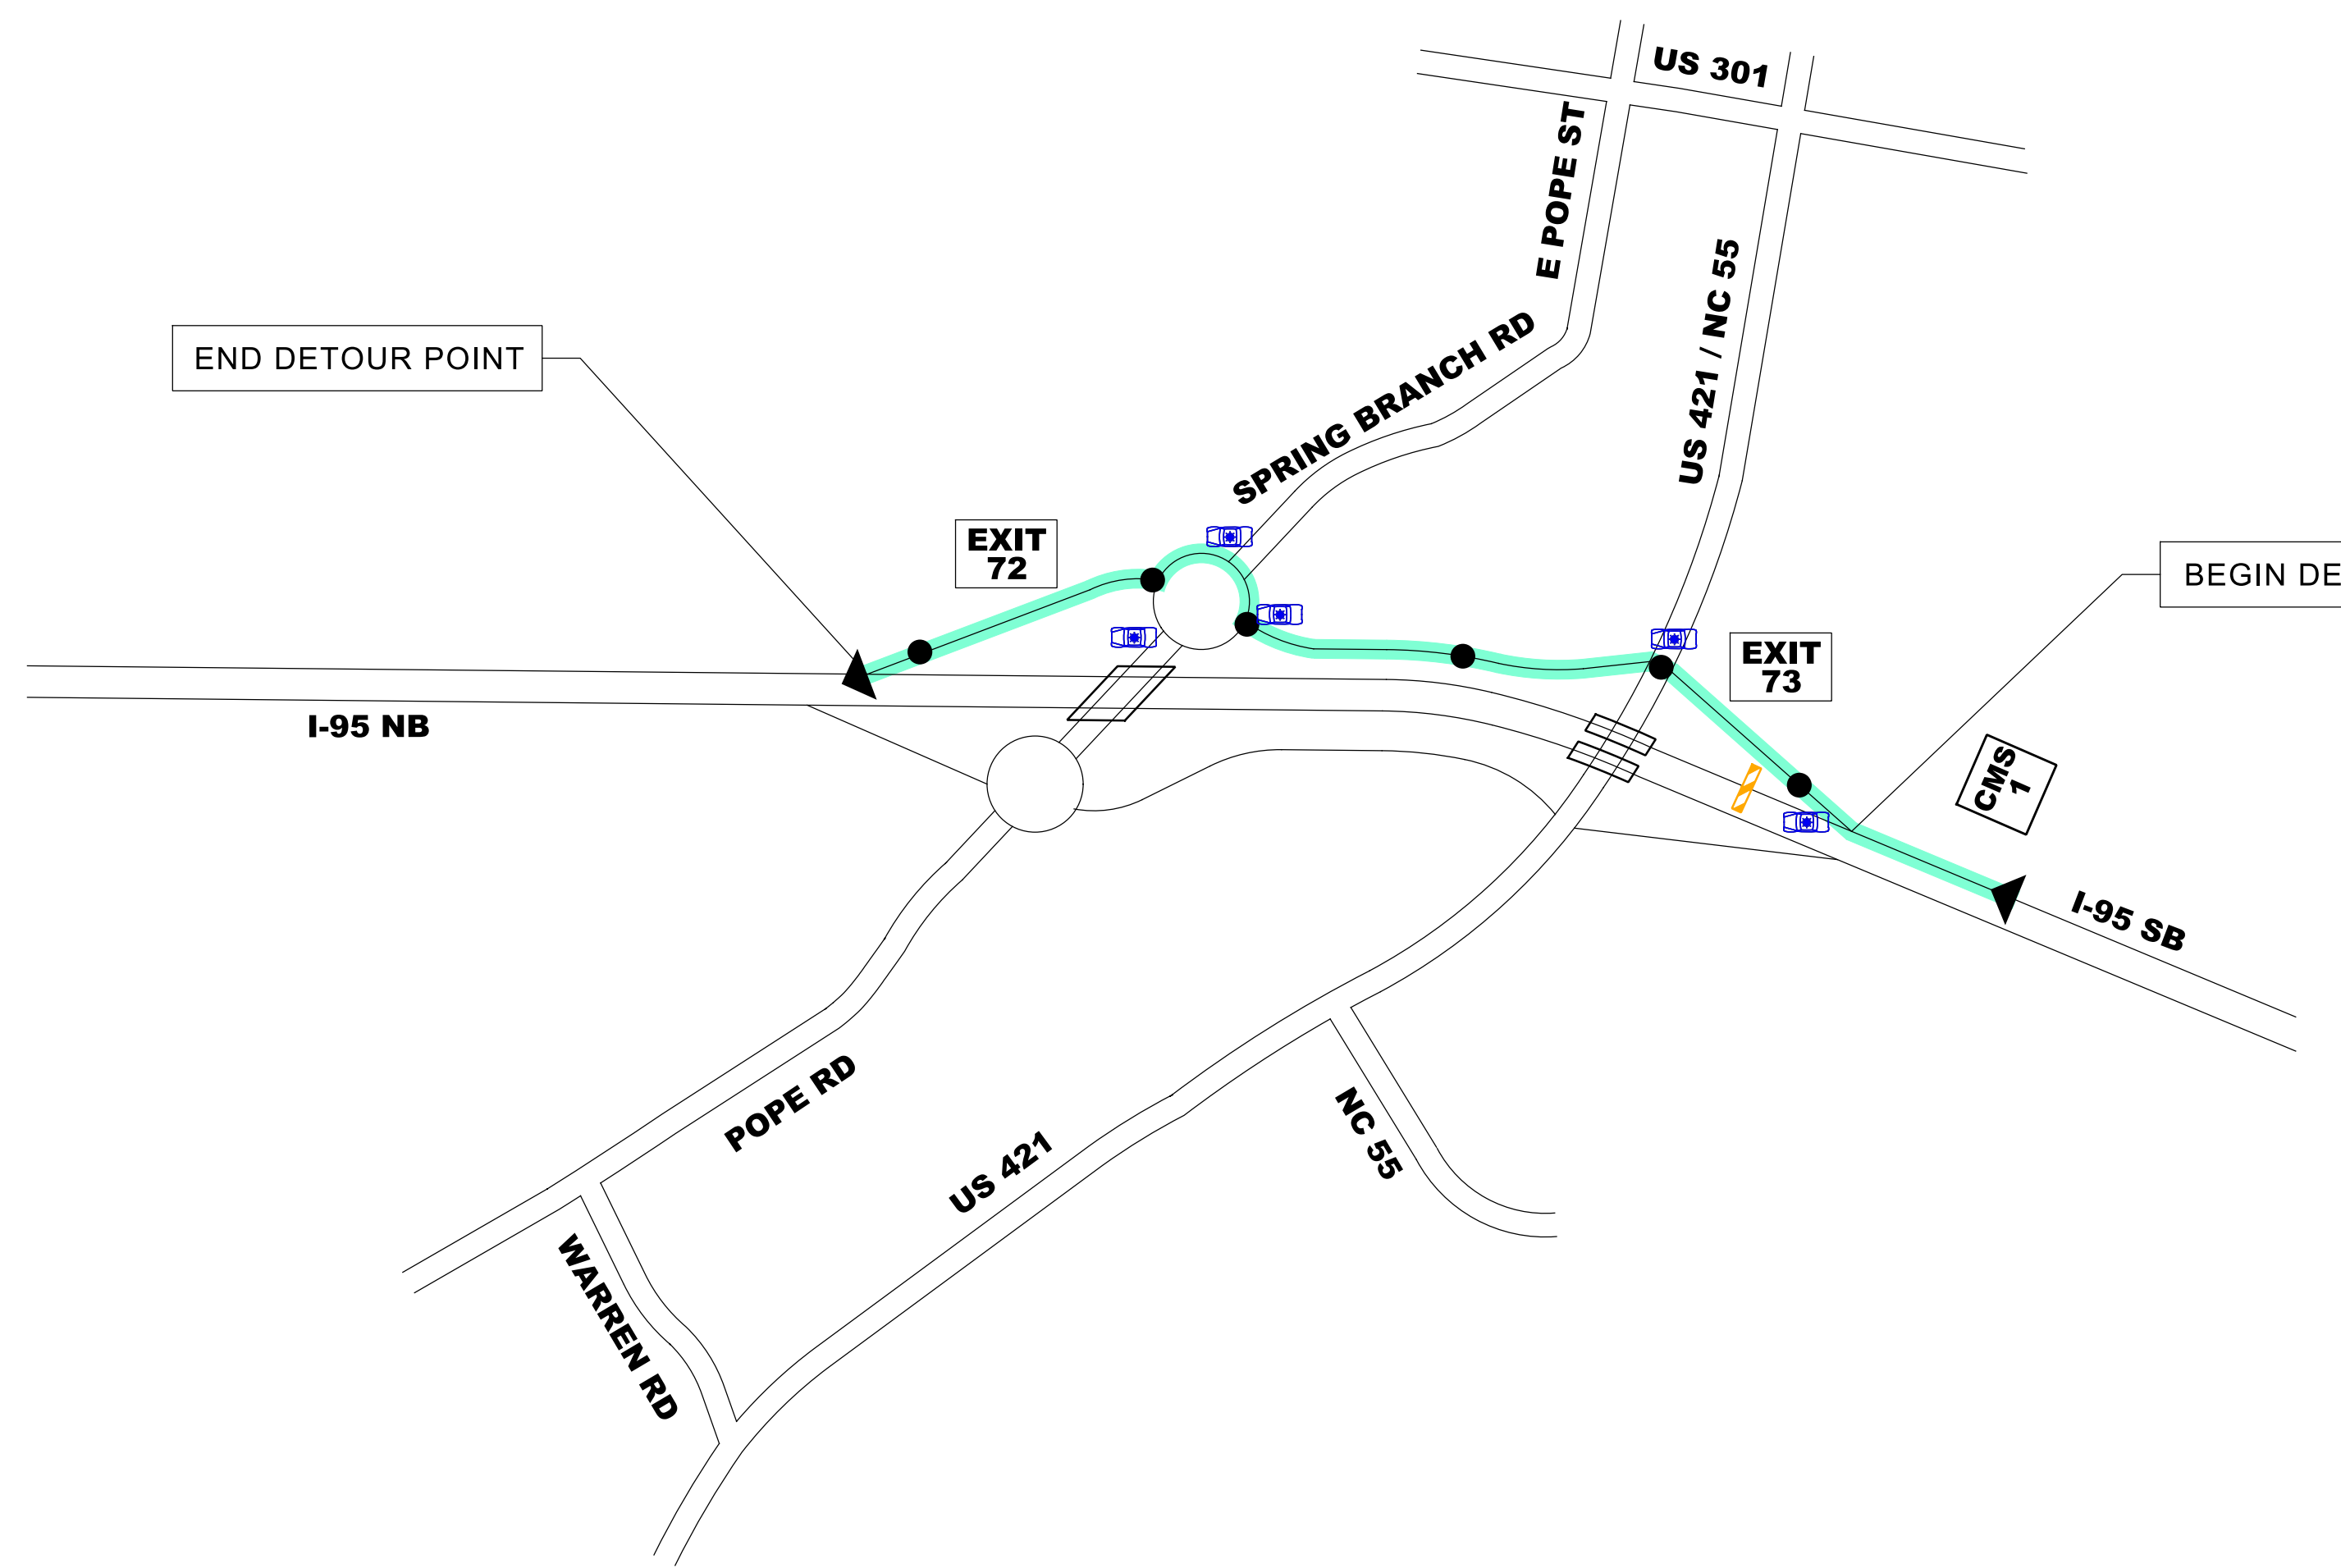 US 301
E POPE ST
US 421 / NC 55
SPRING BRANCH RD
END DETOUR POINT
EXIT
72
BEGIN DE
EXIT
73
CMS
1
I-95 NB
I-95 SB
POPE RD
US 421
NC 55
WARREN RD